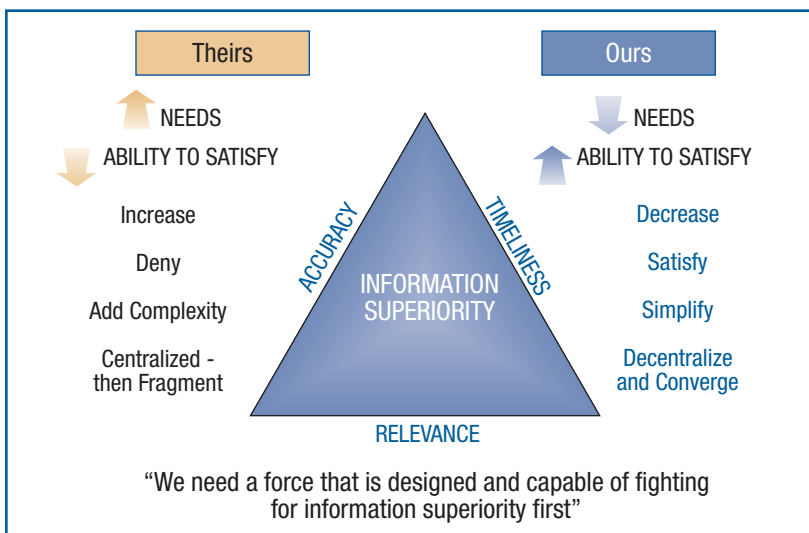 Theirs
NEEDS
ABILITY TO SATISFY
Increase
Deny
Add Complexity
Centralized -
then Fragment
ACCURACY
TIMELINESS
INFORMATION
SUPERIORITY
RELEVANCE
Ours
NEEDS
ABILITY TO SATISFY
Decrease
Satisfy
Simplify
Decentralize
and Converge
“We need a force that is designed and capable of fighting
for information superiority first”